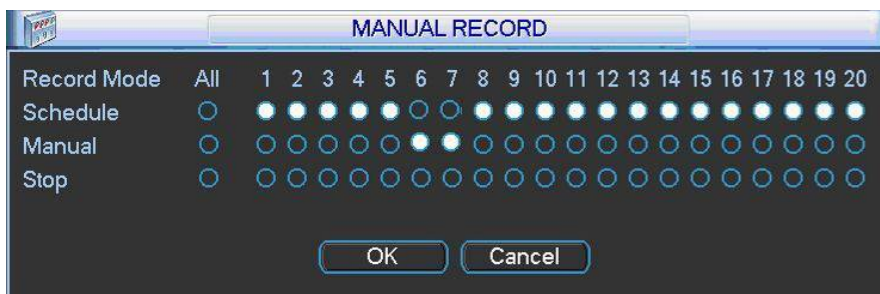 MANUAL RECORD
Record Mode All 1 2 3 4 5 6 7 8 9 10 11 12 13 14 15 16 17 18 19 20
Schedule
Manual
Stop
OK Cancel